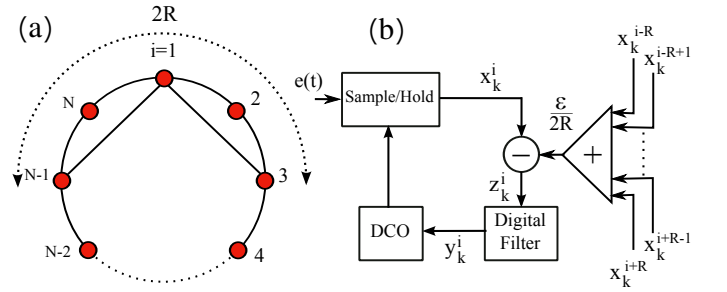 (a)
2R
i=1
N
2
N-1
3
N-2
4
(b)
e(t)
Sample/Hold
x_k^i
ε/2R
x_k^{i-R}
x_k^{i-R+1}
−
+
z_k^i
DCO
y_k^i
Digital
Filter
x_k^{i+R-1}
x_k^{i+R}